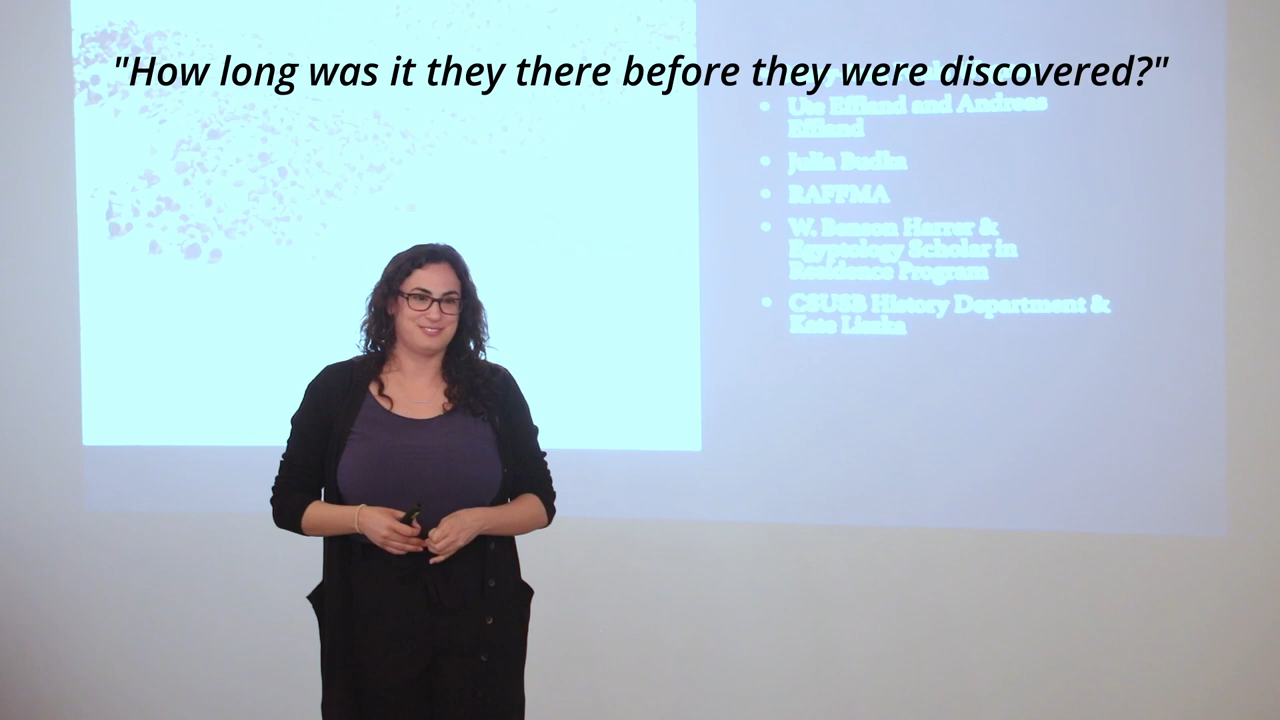 "How long was it they there before they were discovered?"
Ute Effland and Andreas
Effland
Julia Budka
RAFFMA
W. Benson Harrer &
Egyptology Scholar in
Residence Program
CSUSB History Department &
Kate Liszka